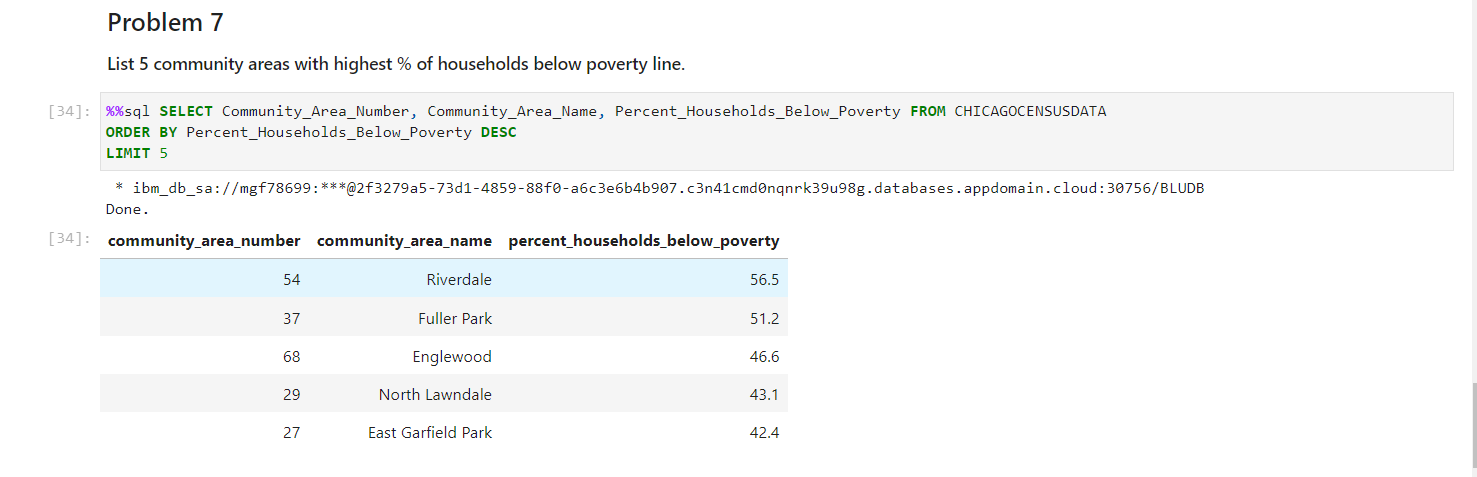 Problem 7
List 5 community areas with highest % of households below poverty line.
[34]: %%sql SELECT Community_Area_Number, Community_Area_Name, Percent_Households_Below_Poverty FROM CHICAGOCENSUSDATA
ORDER BY Percent_Households_Below_Poverty DESC
LIMIT 5
* ibm_db_sa://mgf78699:***@2f3279a5-73d1-4859-88f0-a6c3e6b4b907.c3n41cmd0nqnrk39u98g.databases.appdomain.cloud:30756/BLUDB
Done.
[34]: community_area_number community_area_name percent_households_below_poverty
54 Riverdale 56.5
37 Fuller Park 51.2
68 Englewood 46.6
29 North Lawndale 43.1
27 East Garfield Park 42.4